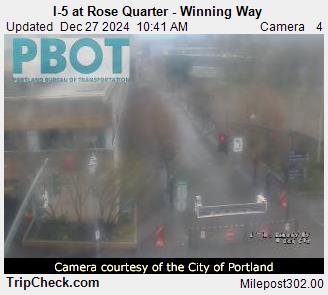 I-5 at Rose Quarter - Winning Way
Updated Dec 27 2024 10:41 AM Camera 4
PBOT
PORTLAND BUREAU OF TRANSPORTATION
Camera courtesy of the City of Portland
TripCheck.com Milepost302.00